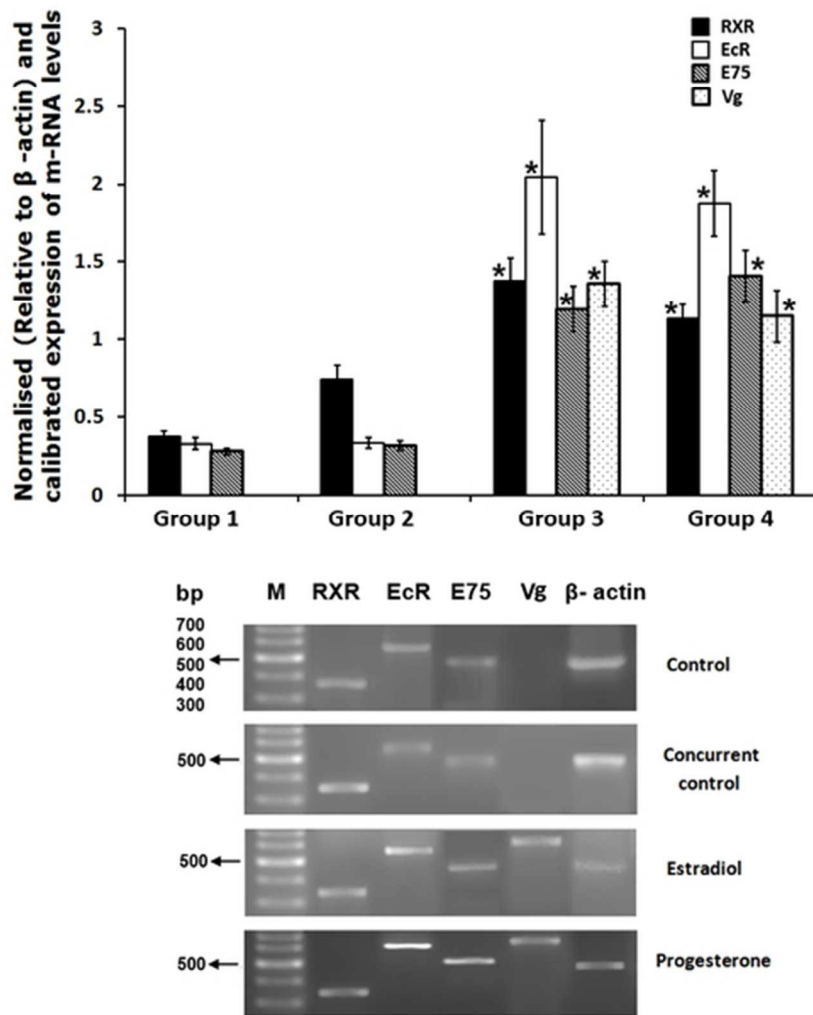 Normalised (Relative to β -actin) and
calibrated expression of m-RNA levels
3
2.5
2
1.5
1
0.5
0
RXR
EcR
E75
Vg
*
*
*
*
*
*
*
*
Group 1
Group 2
Group 3
Group 4
bp M RXR EcR E75 Vg β- actin
700
600
500
400
300
Control
500
Concurrent
control
500
Estradiol
500
Progesterone